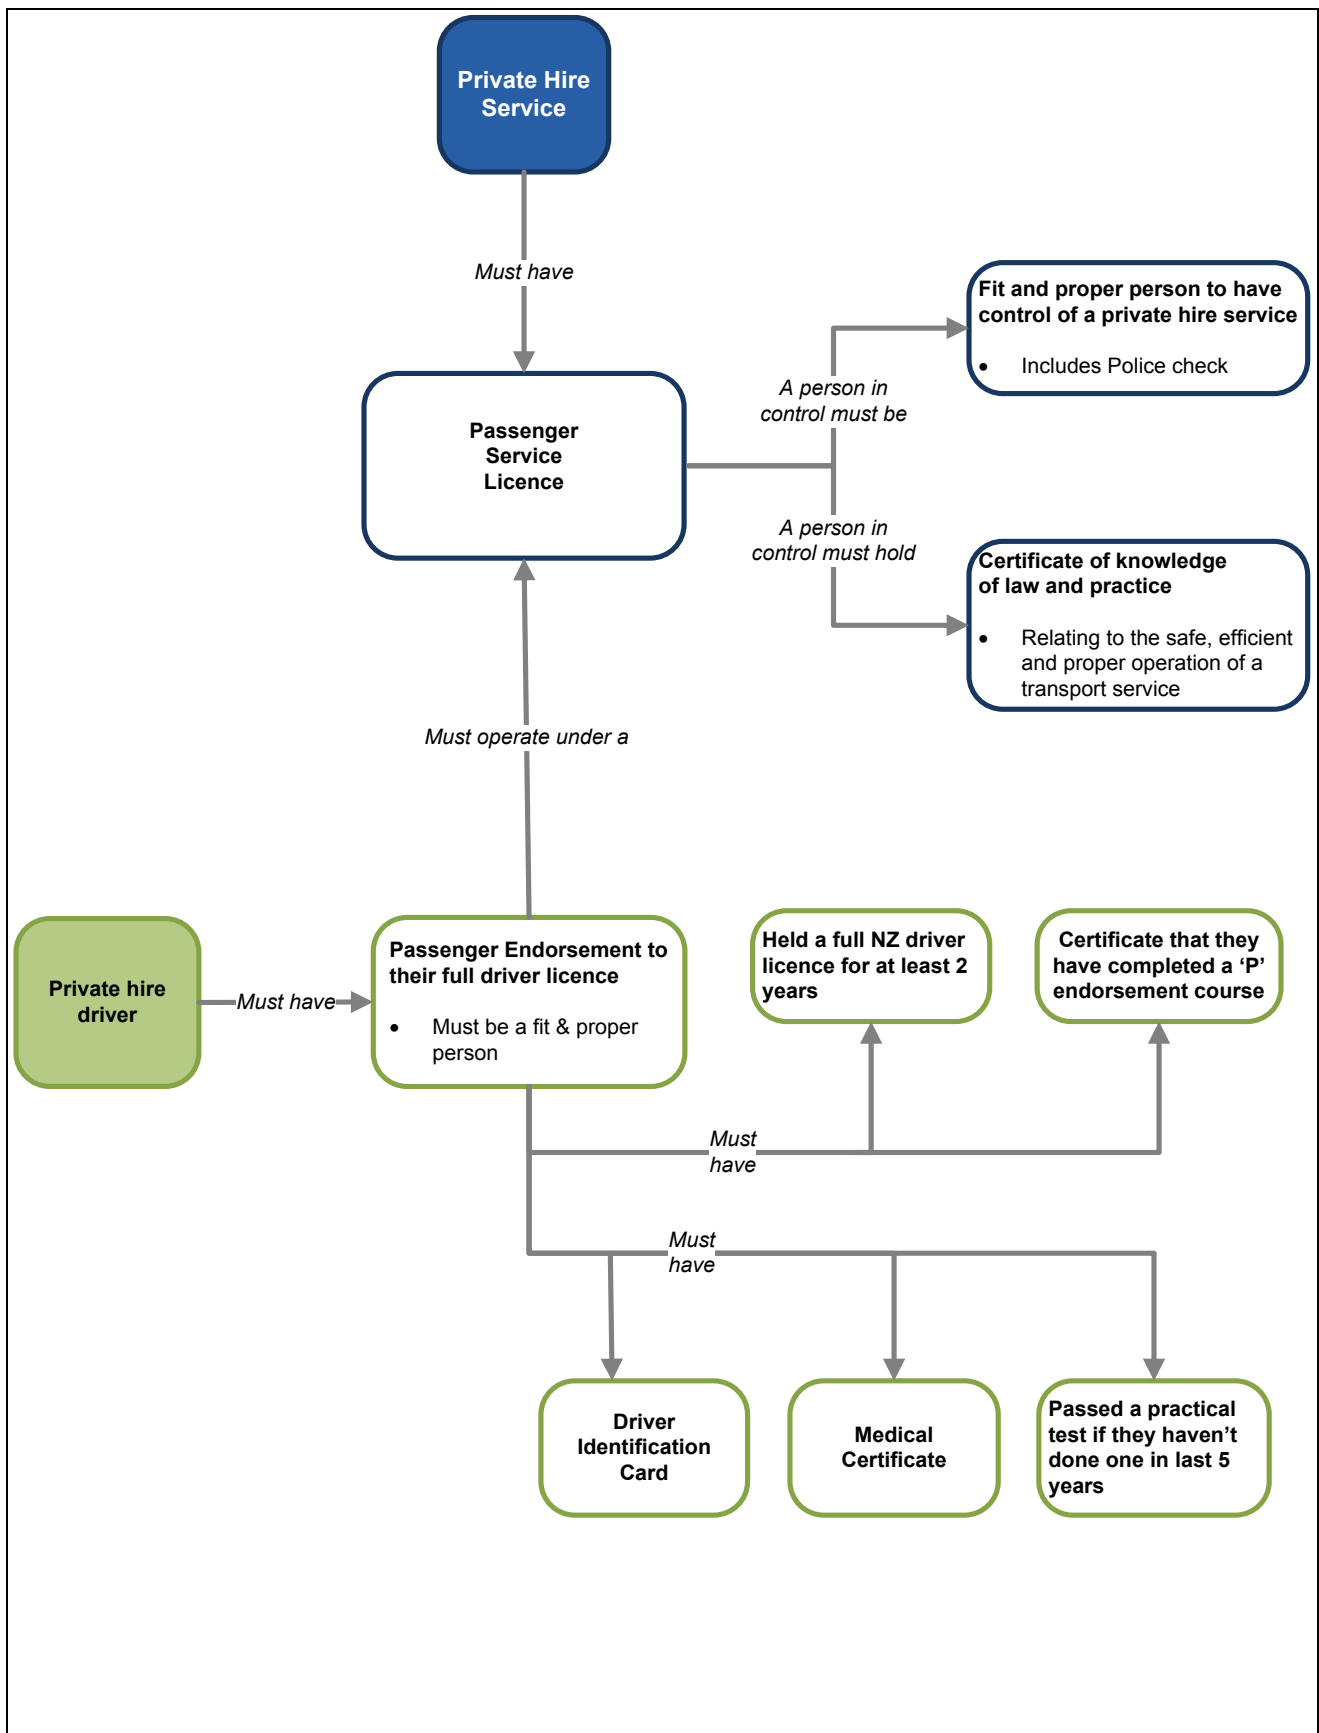 Private Hire
Service
Must have
Fit and proper person to have
control of a private hire service
• Includes Police check
A person in
control must be
Passenger
Service
Licence
A person in
control must hold
Certificate of knowledge
of law and practice
• Relating to the safe, efficient
and proper operation of a
transport service
Must operate under a
Private hire
driver
Must have
Passenger Endorsement to
their full driver licence
• Must be a fit & proper
person
Held a full NZ driver
licence for at least 2
years
Certificate that they
have completed a ‘P’
endorsement course
Must
have
Must
have
Driver
Identification
Card
Medical
Certificate
Passed a practical
test if they haven’t
done one in last 5
years